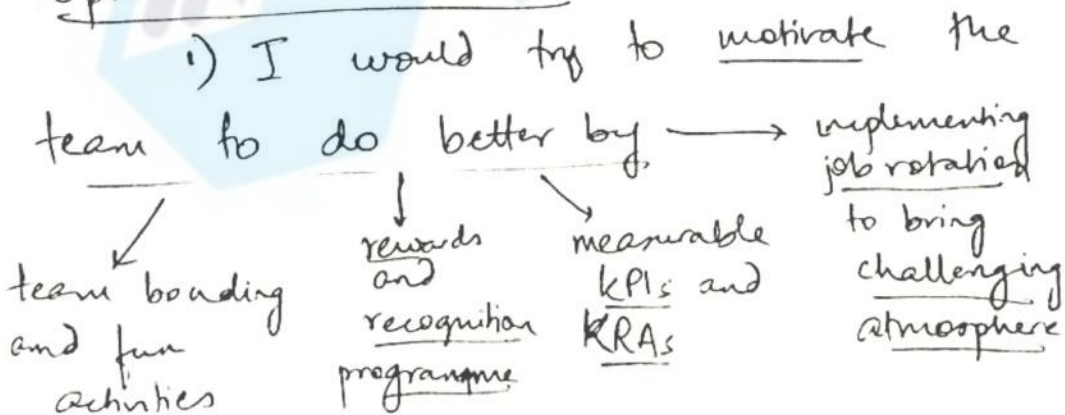 1) I would try to motivate the
team to do better by → implementing
job rotation
to bring
challenging
atmosphere
team bonding
and fun
activities
rewards
and
recognition
programme
measurable
KPIs and
KRAs